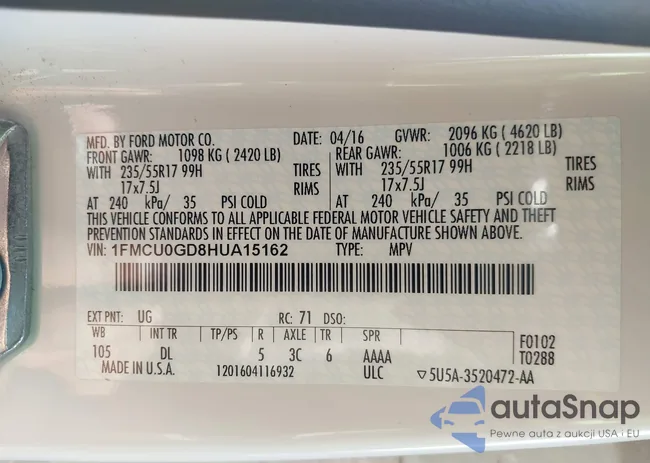 MFD. BY FORD MOTOR CO. DATE: 04/16 GVWR: 2096 KG ( 4620 LB)
FRONT GAWR: 1098 KG ( 2420 LB) REAR GAWR: 1006 KG ( 2218 LB)
WITH 235/55R17 99H TIRES WITH 235/55R17 99H TIRES
17x7.5J RIMS 17x7.5J RIMS
AT 240 kPa/ 35 PSI COLD AT 240 kPa/ 35 PSI COLD
THIS VEHICLE CONFORMS TO ALL APPLICABLE FEDERAL MOTOR VEHICLE SAFETY AND THEFT
PREVENTION STANDARDS IN EFFECT ON THE DATE OF MANUFACTURE SHOWN ABOVE.
VIN: 1FMCU0GD8HUA15162 TYPE: MPV
EXT PNT: UG RC: 71 DSO:
WB INT TR TP/PS R AXLE TR SPR F0102
105 DL 5 3C 6 AAAA T0288
MADE IN U.S.A. 1201604116932 ULC ▽5U5A-3520472-AA
autaSnap
Pewne auta z aukcji USA i EU